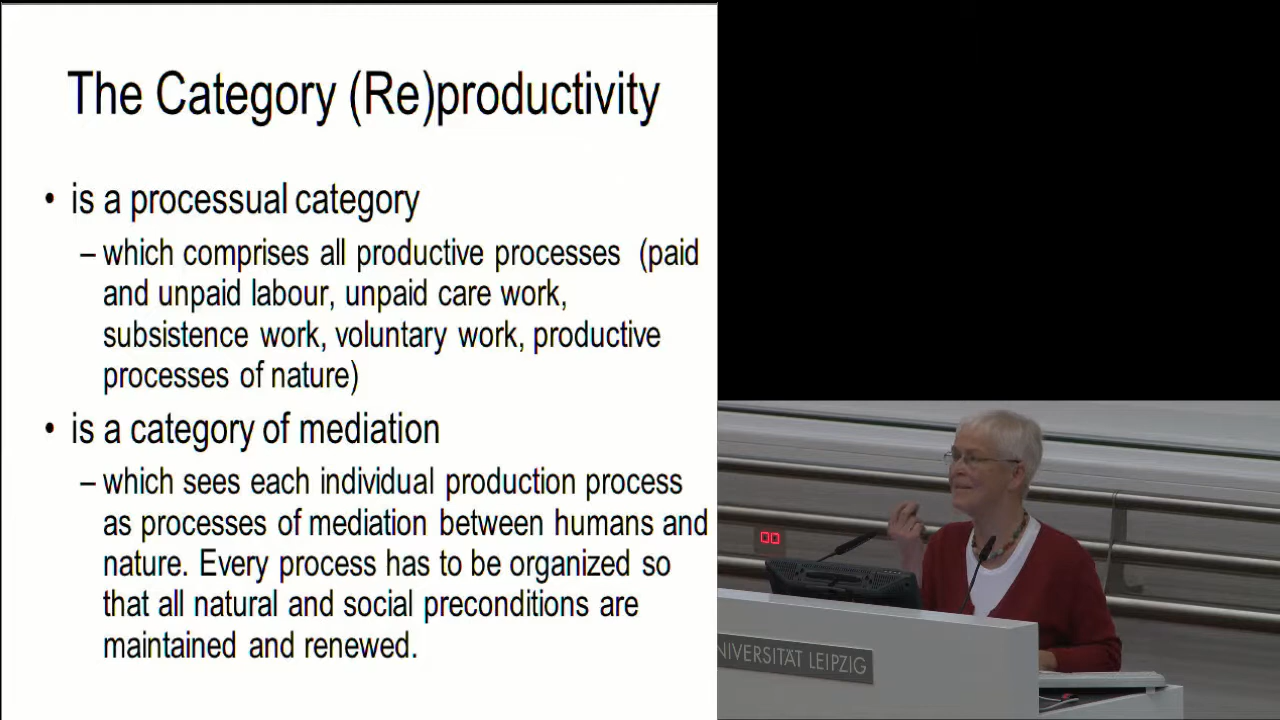 The Category (Re)productivity
• is a processual category
– which comprises all productive processes (paid
and unpaid labour, unpaid care work,
subsistence work, voluntary work, productive
processes of nature)
• is a category of mediation
– which sees each individual production process
as processes of mediation between humans and
nature. Every process has to be organized so
that all natural and social preconditions are
maintained and renewed.
00
NIVERSITÄT LEIPZIG